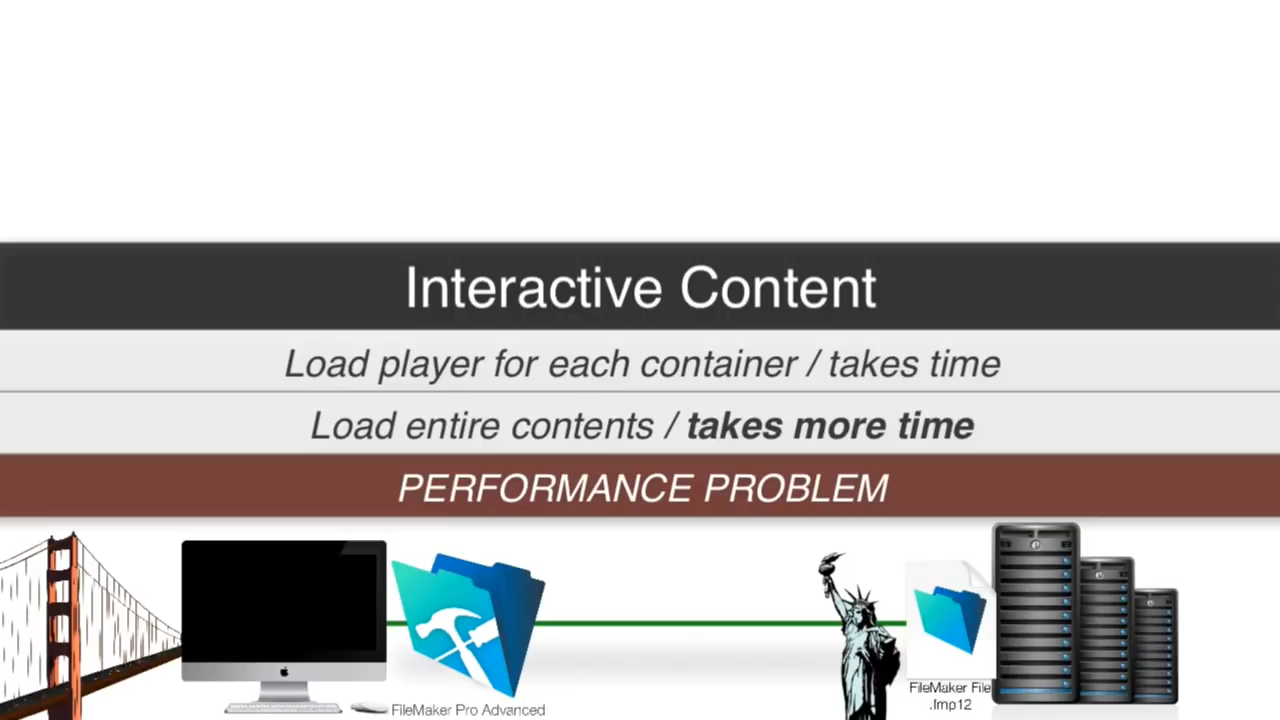 Interactive Content
Load player for each container / takes time
Load entire contents / takes more time
PERFORMANCE PROBLEM
FileMaker Pro Advanced
FileMaker File
.fmp12